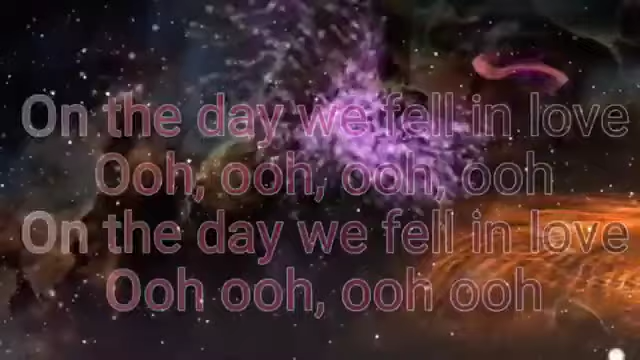 On the day we fell in love
Ooh, ooh, ooh, ooh
On the day we fell in love
Ooh ooh, ooh ooh